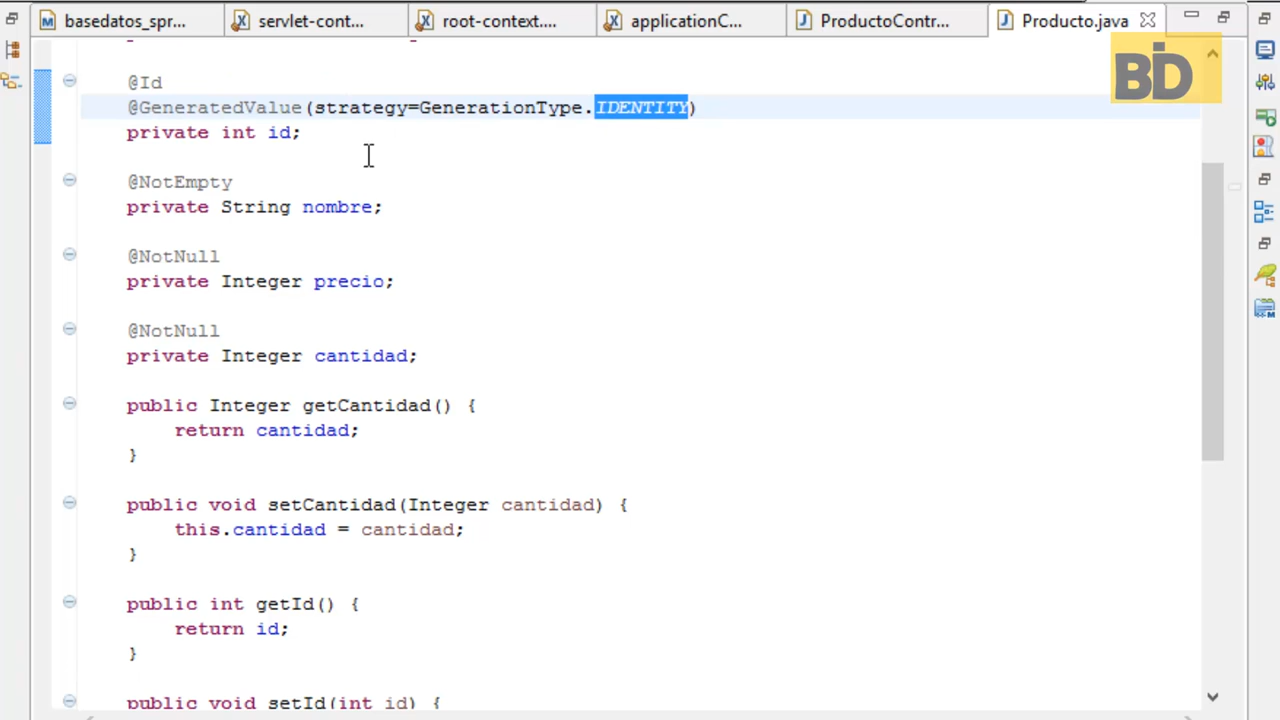 basedatos_spr...
servlet-cont...
root-context....
applicationC...
ProductoContr...
Producto.java
BD
@Id
@GeneratedValue(strategy=GenerationType.IDENTITY)
private int id;
@NotEmpty
private String nombre;
@NotNull
private Integer precio;
@NotNull
private Integer cantidad;
public Integer getCantidad() {
return cantidad;
}
public void setCantidad(Integer cantidad) {
this.cantidad = cantidad;
}
public int getId() {
return id;
}
public void setId(int id) {